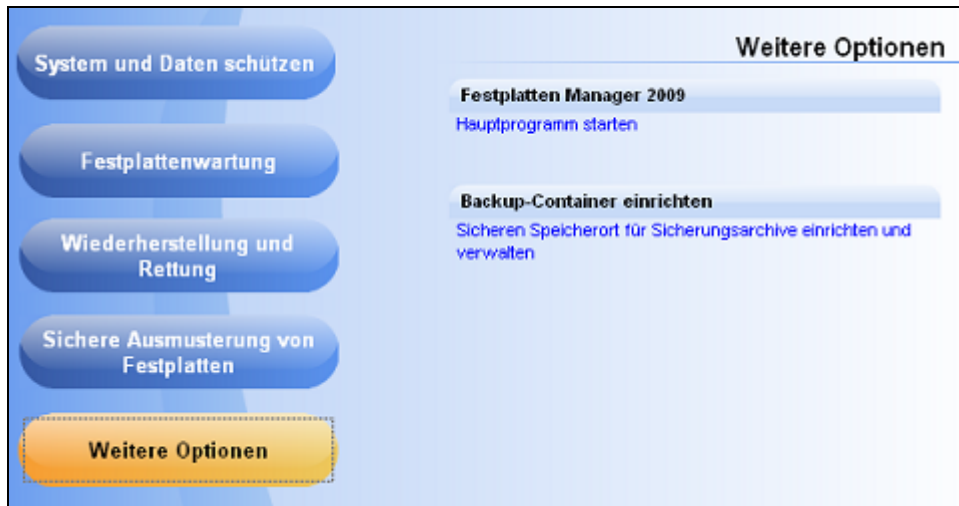 System und Daten schützen
Festplattenwartung
Wiederherstellung und
Rettung
Sichere Ausmusterung von
Festplatten
Weitere Optionen
Weitere Optionen
Festplatten Manager 2009
Hauptprogramm starten
Backup-Container einrichten
Sicheren Speicherort für Sicherungsarchive einrichten und
verwalten